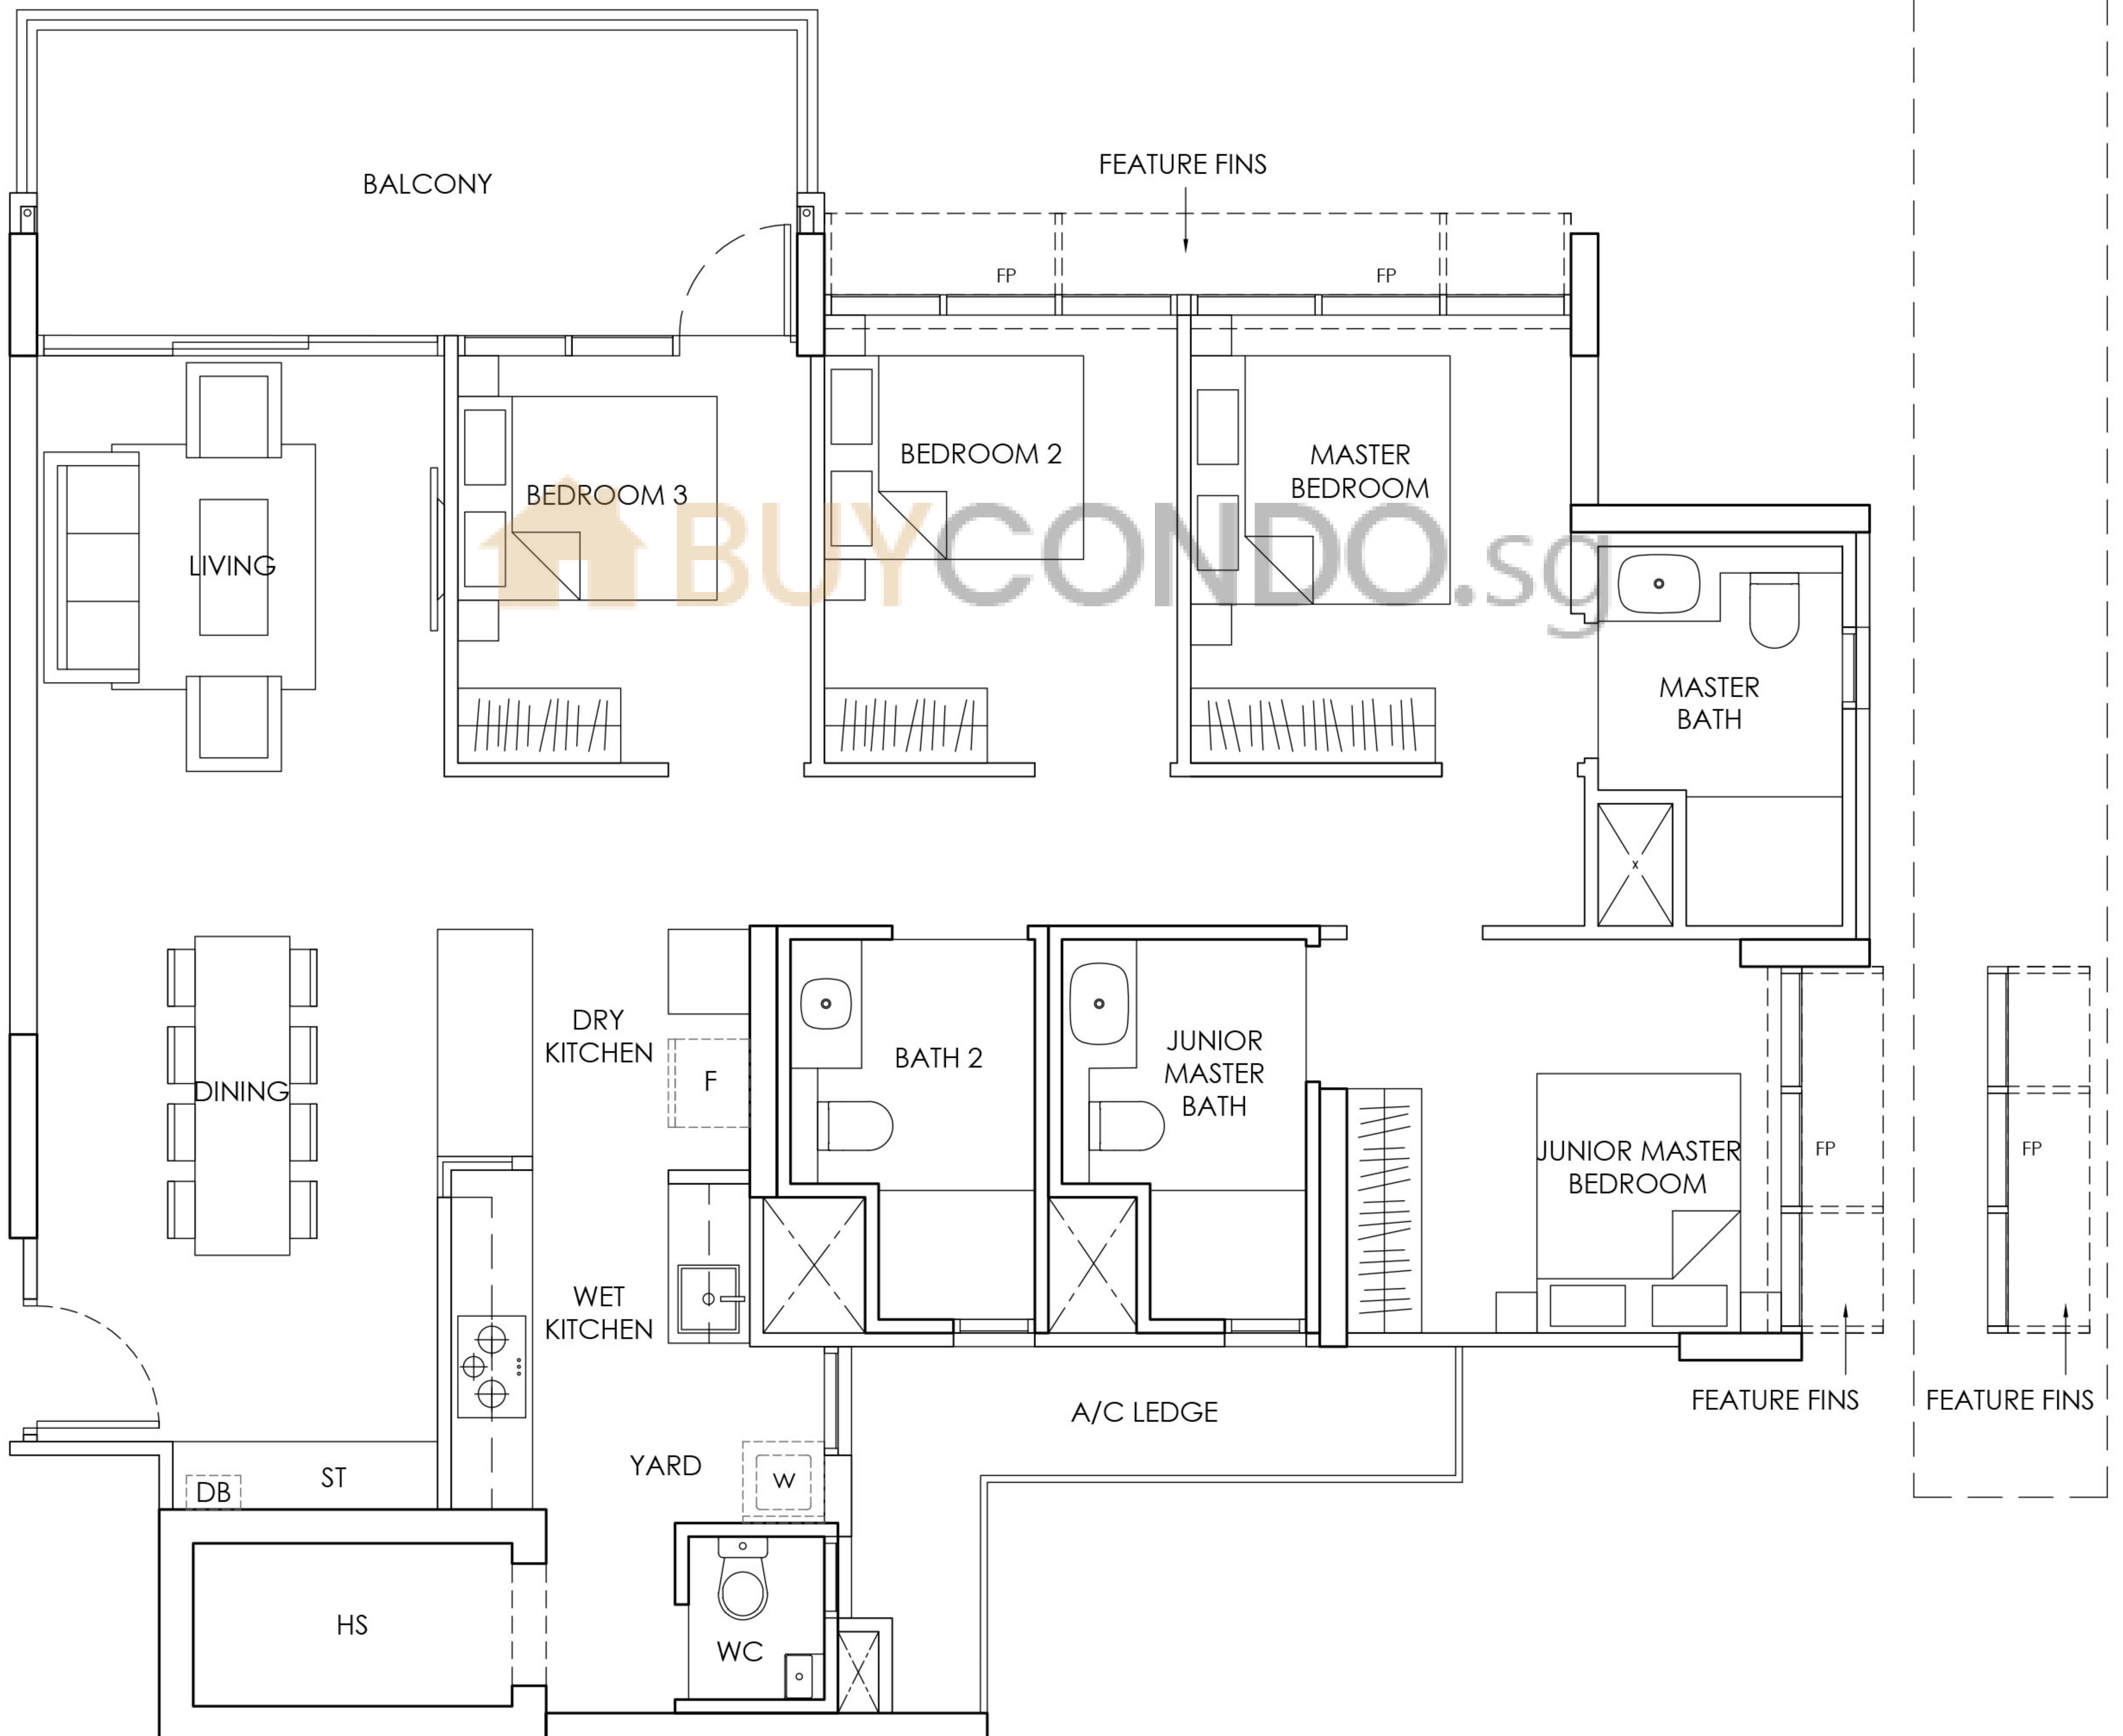 BALCONY
FEATURE FINS
FP
FP
BEDROOM 3
BEDROOM 2
MASTER
BEDROOM
BUYCONDO.sg
LIVING
MASTER
BATH
x
DRY
KITCHEN
F
DINING
BATH 2
JUNIOR
MASTER
BATH
JUNIOR MASTER
BEDROOM
FP
FP
WET
KITCHEN
FEATURE FINS
FEATURE FINS
A/C LEDGE
YARD
W
ST
DB
HS
WC